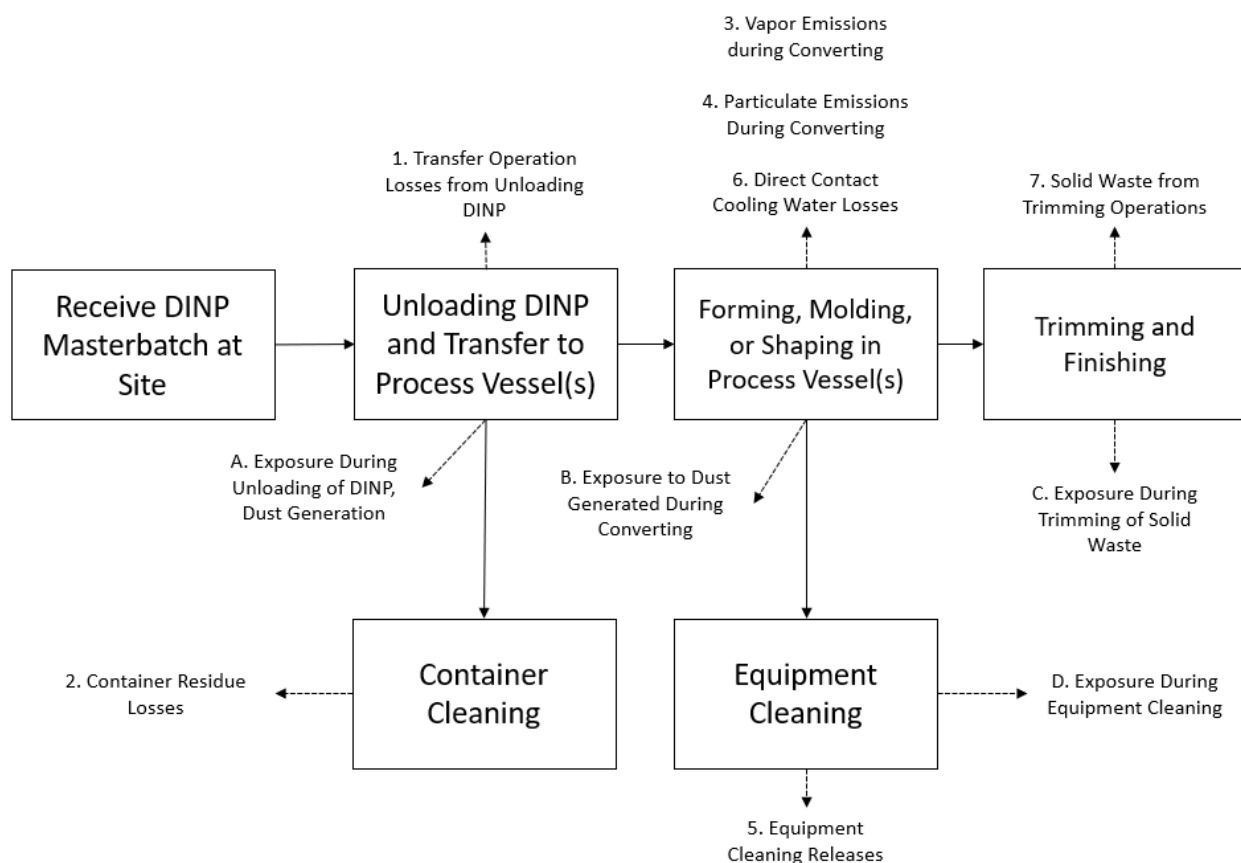 3. Vapor Emissions
during Converting
4. Particulate Emissions
During Converting
1. Transfer Operation
Losses from Unloading
DINP
6. Direct Contact
Cooling Water Losses
7. Solid Waste from
Trimming Operations
Receive DINP
Masterbatch at
Site
Unloading DINP
and Transfer to
Process Vessel(s)
Forming, Molding,
or Shaping in
Process Vessel(s)
Trimming and
Finishing
A. Exposure During
Unloading of DINP,
Dust Generation
B. Exposure to Dust
Generated During
Converting
C. Exposure During
Trimming of Solid
Waste
2. Container Residue
Losses
Container
Cleaning
Equipment
Cleaning
D. Exposure During
Equipment Cleaning
5. Equipment
Cleaning Releases